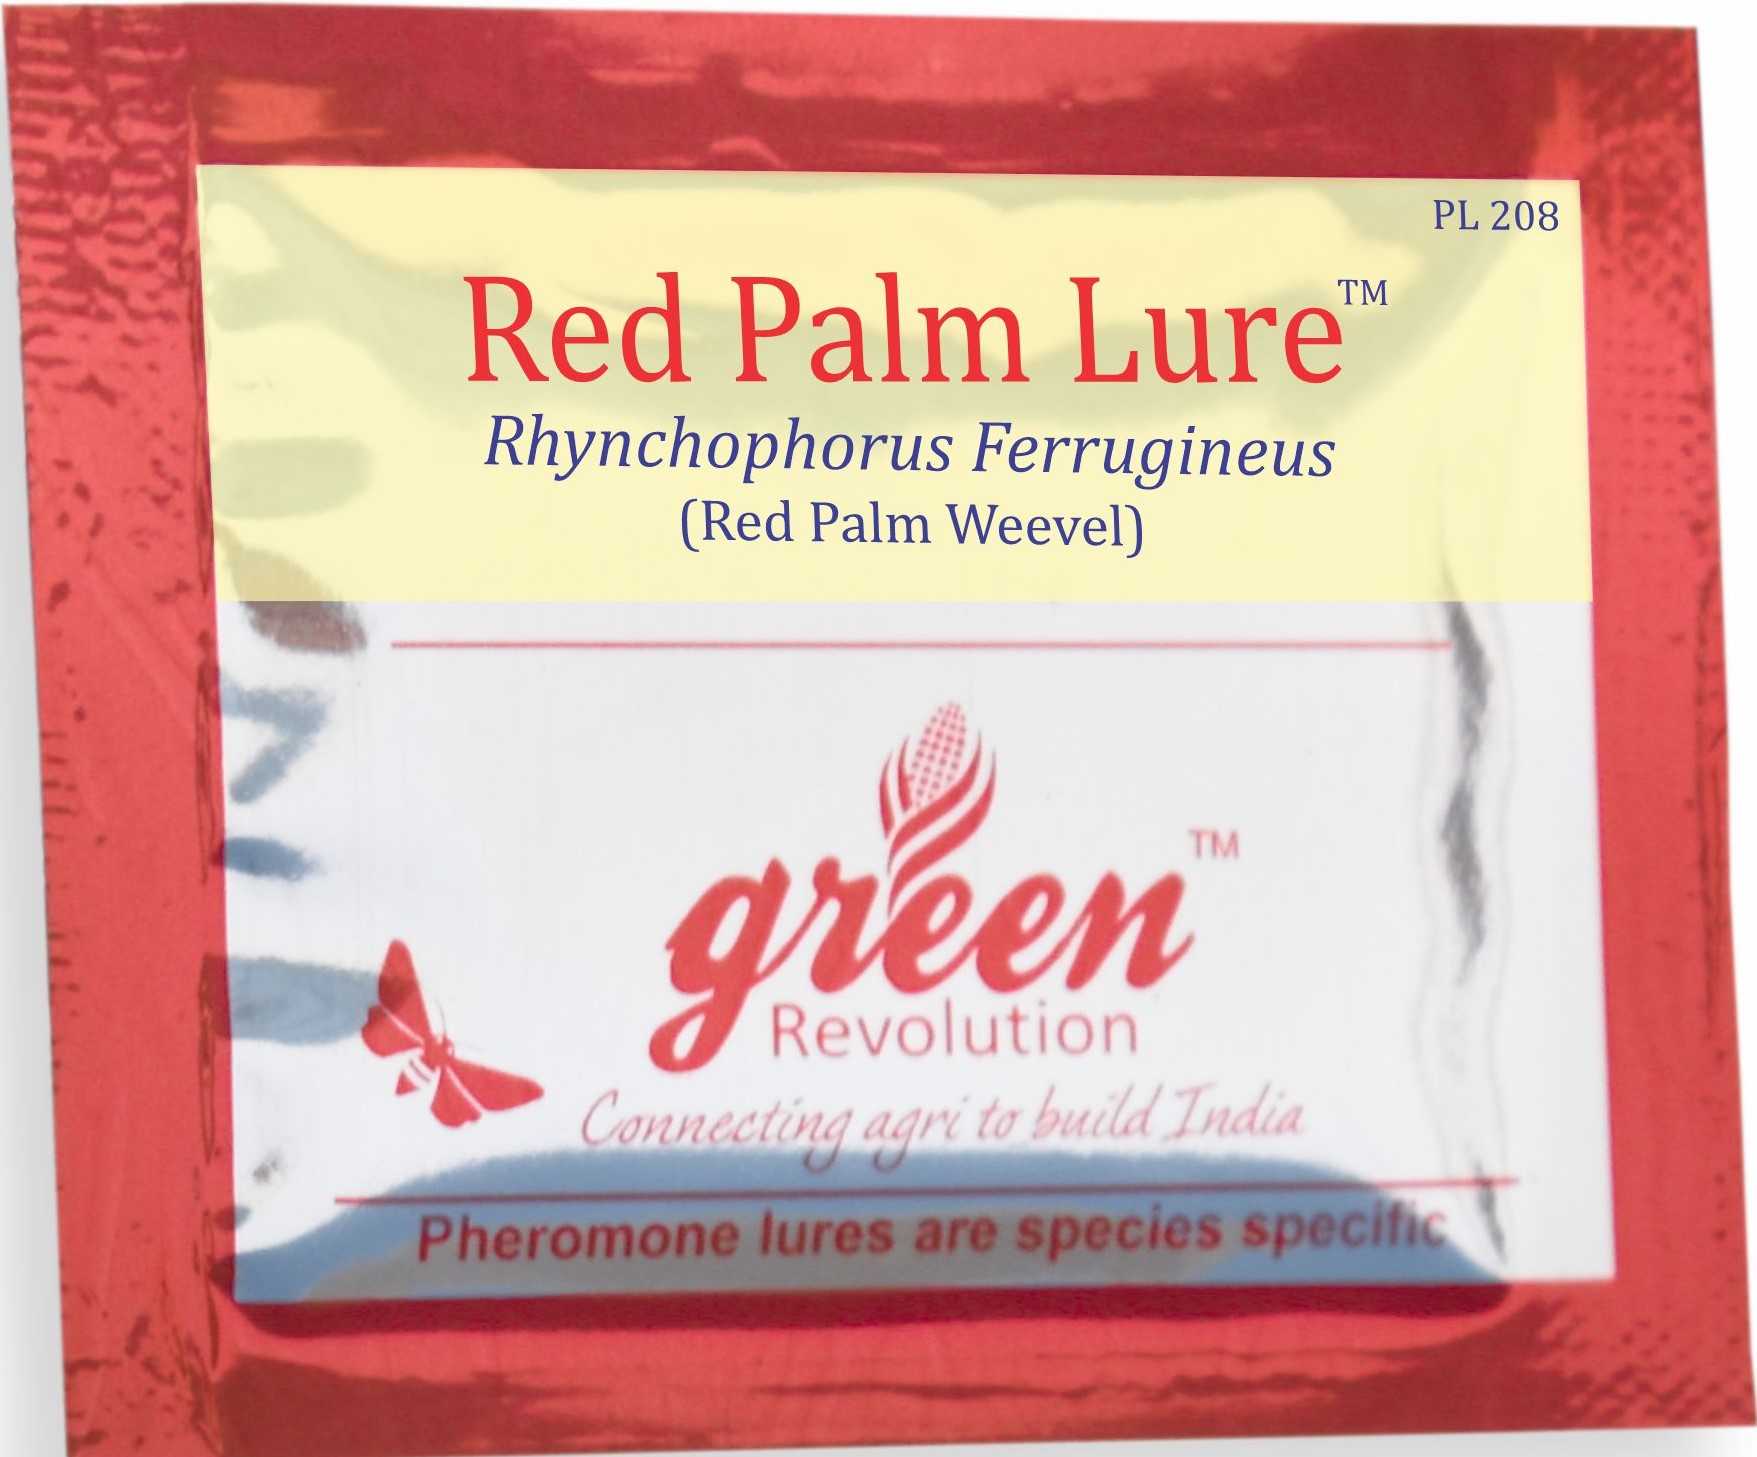 PL 208
Red Palm Lure™
Rhynchophorus Ferrugineus
(Red Palm Weevel)
green™
Revolution
Connecting agri to build India
Pheromone lures are species specific